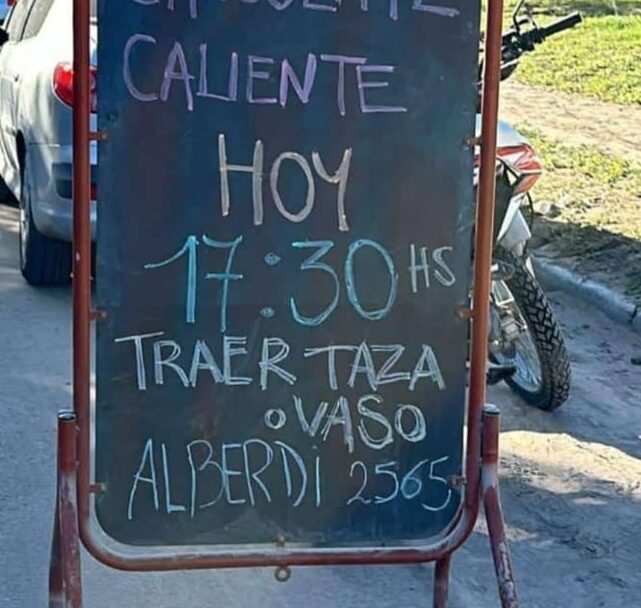 CALIENTE
HOY
17:30 HS
TRAER TAZA
o VASO
ALBERDI 2565